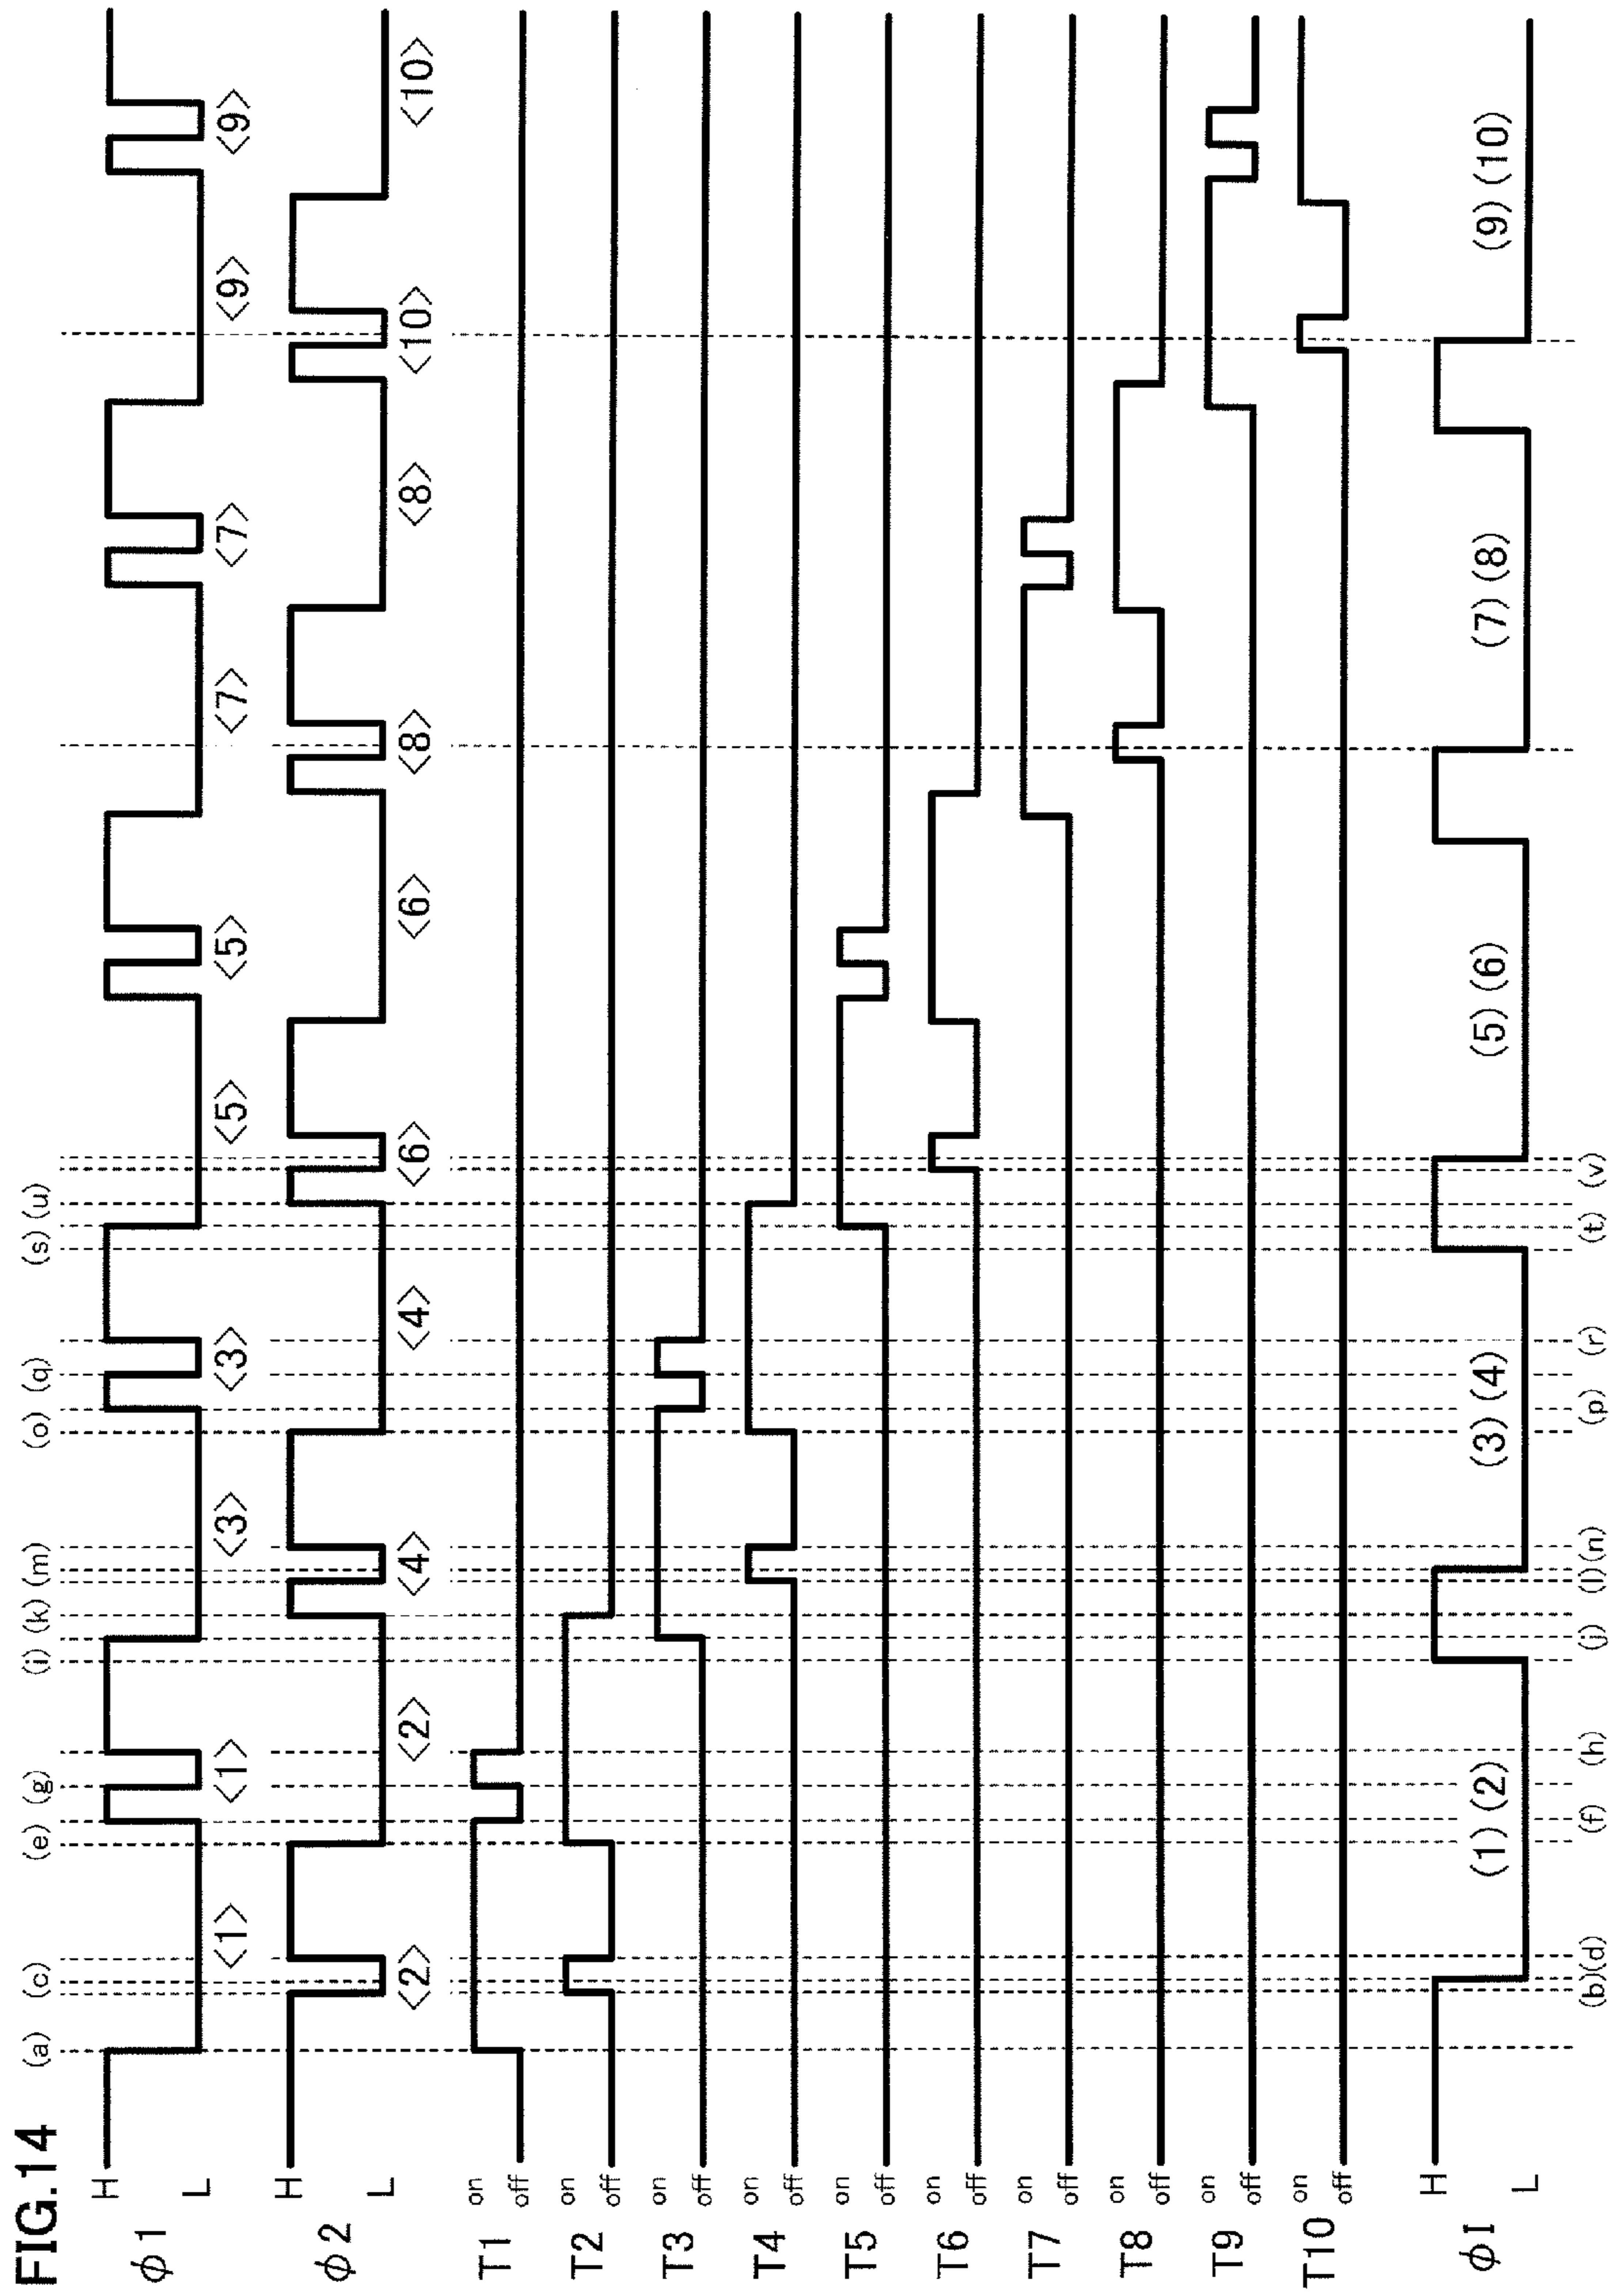 FIG.14
(a) (c) (e) (g) (i) (k) (m) (o) (q) (s) (u)
φ1 H L
<1> <1> <3> <3> <5> <5> <7> <7> <9> <9>
φ2 H L
<2> <2> <4> <4> <6> <6> <8> <8> <10> <10>
T1 on off
T2 on off
T3 on off
T4 on off
T5 on off
T6 on off
T7 on off
T8 on off
T9 on off
T10 on off
φI H L
(1)(2) (3)(4) (5)(6) (7)(8) (9)(10)
(b)(d) (f) (h) (j) (l)(n) (p) (r) (t) (v)